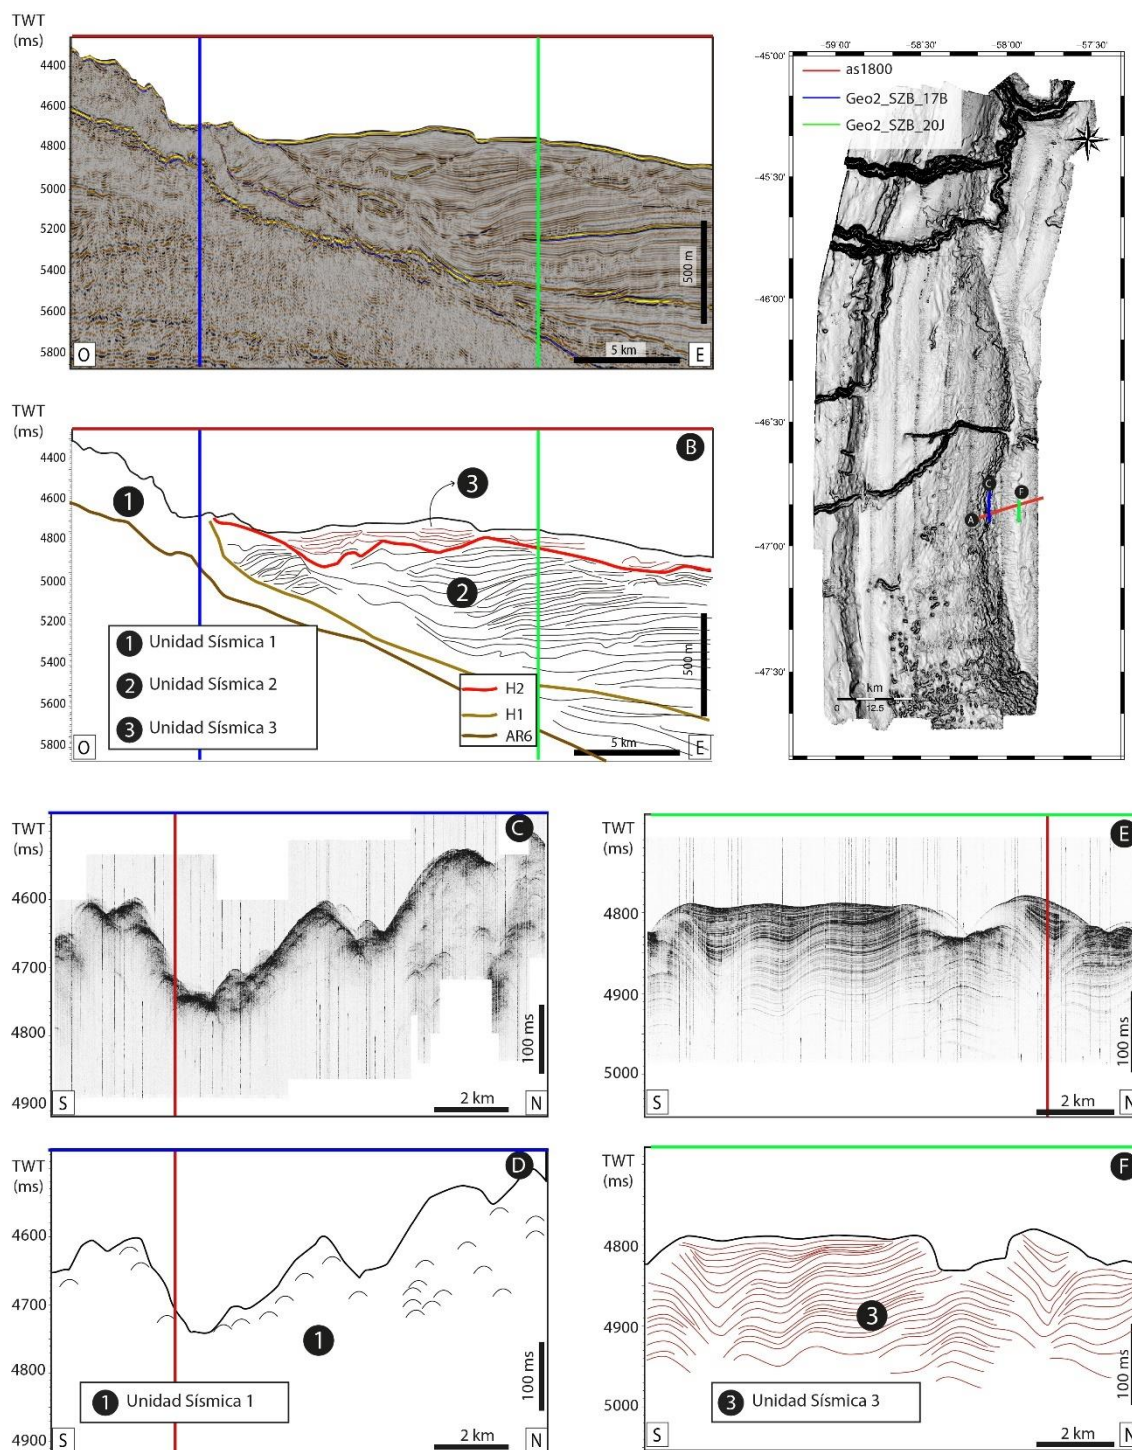 TWT
(ms)
4400
4600
4800
5000
5200
5400
5600
5800
O
E
500 m
5 km
-59°00'
-58°30'
-58°00'
-57°30'
-45°00'
-45°30'
-46°00'
-46°30'
-47°00'
-47°30'
as1800
Geo2_SZB_17B
Geo2_SZB_20J
C
F
A
km
0 12.5
TWT
(ms)
4400
4600
4800
5000
5200
5400
5600
5800
B
1
3
2
1 Unidad Sísmica 1
2 Unidad Sísmica 2
3 Unidad Sísmica 3
H2
H1
AR6
500 m
5 km
O
E
TWT
(ms)
4600
4700
4800
4900
C
100 ms
2 km
S
N
TWT
(ms)
4800
4900
5000
E
100 ms
2 km
S
N
TWT
(ms)
4600
4700
4800
4900
D
1
1 Unidad Sísmica 1
100 ms
2 km
S
N
TWT
(ms)
4800
4900
5000
F
3
3 Unidad Sísmica 3
100 ms
2 km
S
N